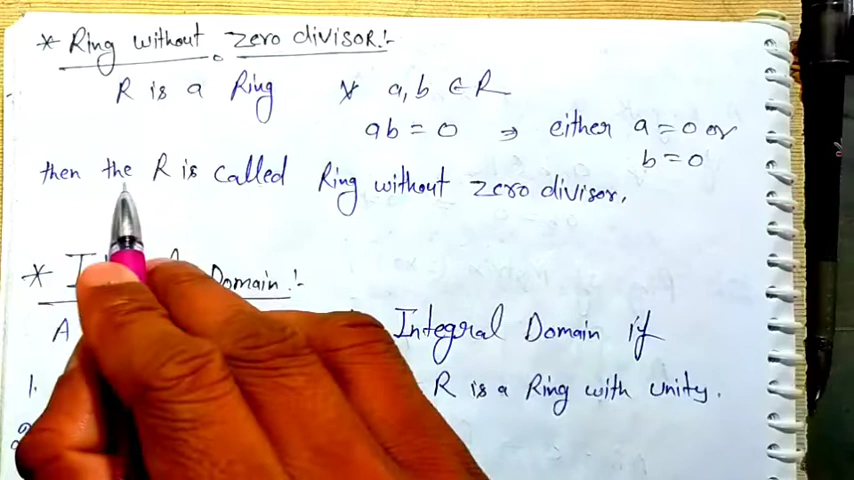 * Ring without zero divisor:-
R is a Ring ∀ a, b ∈ R
ab = 0 ⇒ either a = 0 or
b = 0
then the R is called Ring without zero divisor.
* Domain:-
A Integral Domain if
1. R is a Ring with unity.
2